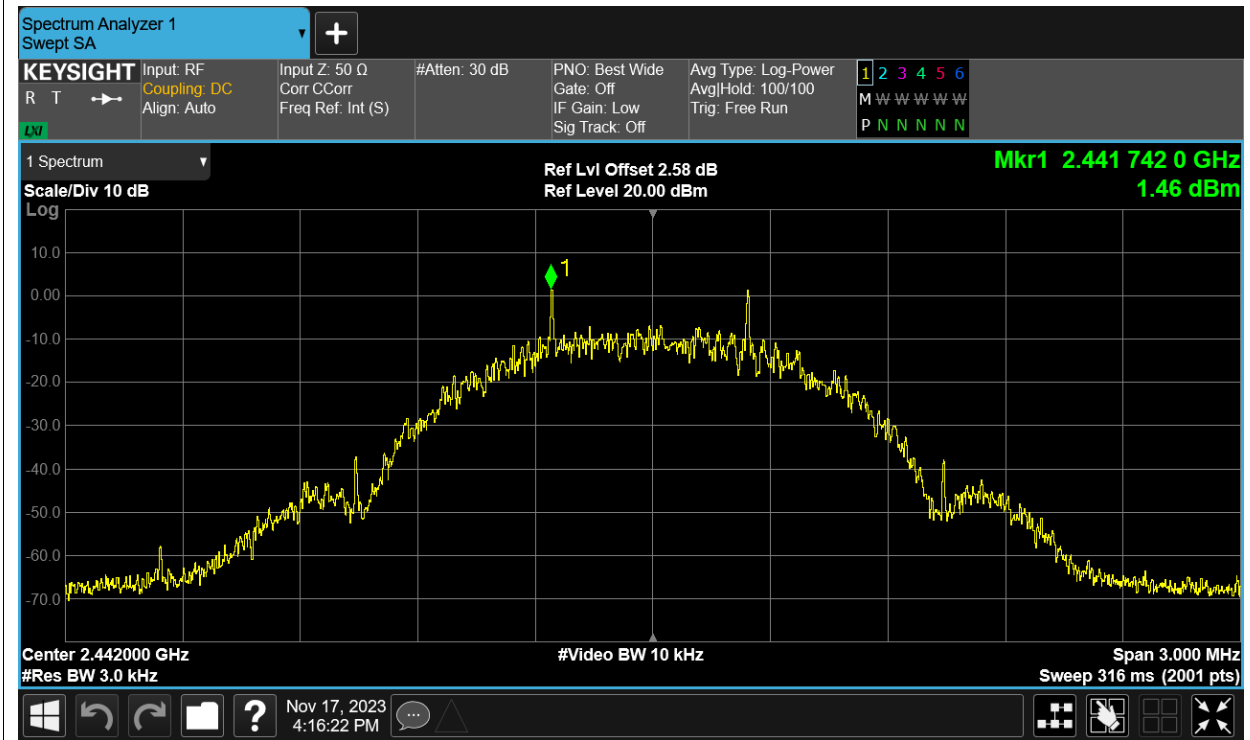 Spectrum Analyzer 1
Swept SA
KEYSIGHT
R T
LXI
Input: RF
Coupling: DC
Align: Auto
Input Z: 50 Ω
Corr CCorr
Freq Ref: Int (S)
#Atten: 30 dB
PNO: Best Wide
Gate: Off
IF Gain: Low
Sig Track: Off
Avg Type: Log-Power
Avg|Hold: 100/100
Trig: Free Run
1 2 3 4 5 6
M W W W W W
P N N N N N
1 Spectrum
Scale/Div 10 dB
Log
Ref Lvl Offset 2.58 dB
Ref Level 20.00 dBm
Mkr1 2.441 742 0 GHz
1.46 dBm
1
10.0
0.00
-10.0
-20.0
-30.0
-40.0
-50.0
-60.0
-70.0
Center 2.442000 GHz
#Video BW 10 kHz
Span 3.000 MHz
#Res BW 3.0 kHz
Sweep 316 ms (2001 pts)
?
Nov 17, 2023
4:16:22 PM